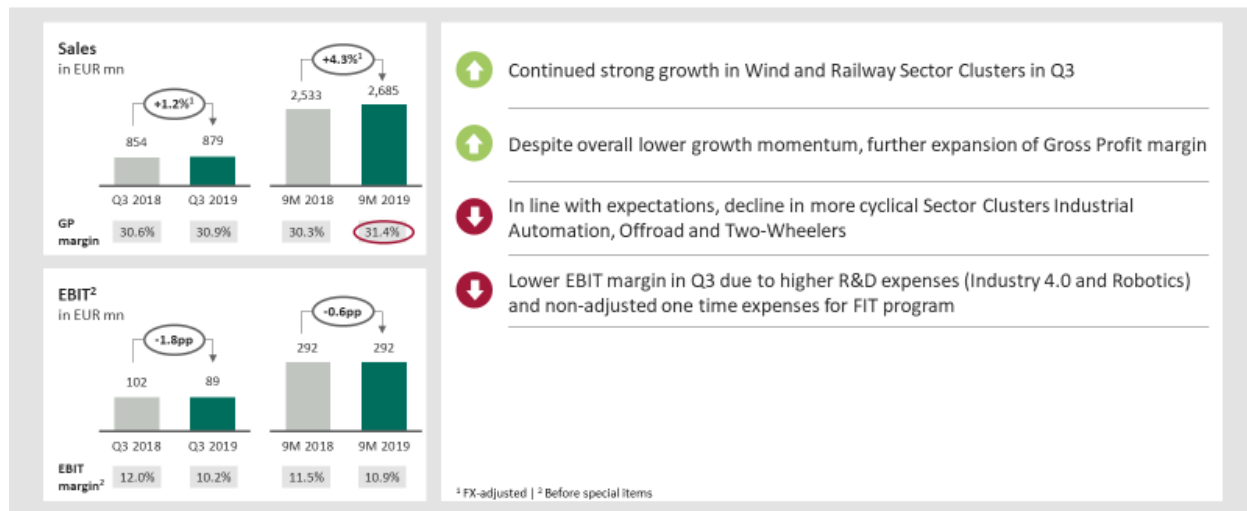 Sales
in EUR mn
+1.2%¹
+4.3%¹
854
879
2,533
2,685
Q3 2018
Q3 2019
9M 2018
9M 2019
GP
margin
30.6%
30.9%
30.3%
31.4%
EBIT²
in EUR mn
-1.8pp
-0.6pp
102
89
292
292
Q3 2018
Q3 2019
9M 2018
9M 2019
EBIT
margin²
12.0%
10.2%
11.5%
10.9%
Continued strong growth in Wind and Railway Sector Clusters in Q3
Despite overall lower growth momentum, further expansion of Gross Profit margin
In line with expectations, decline in more cyclical Sector Clusters Industrial
Automation, Offroad and Two-Wheelers
Lower EBIT margin in Q3 due to higher R&D expenses (Industry 4.0 and Robotics)
and non-adjusted one time expenses for FIT program
¹ FX-adjusted | ² Before special items